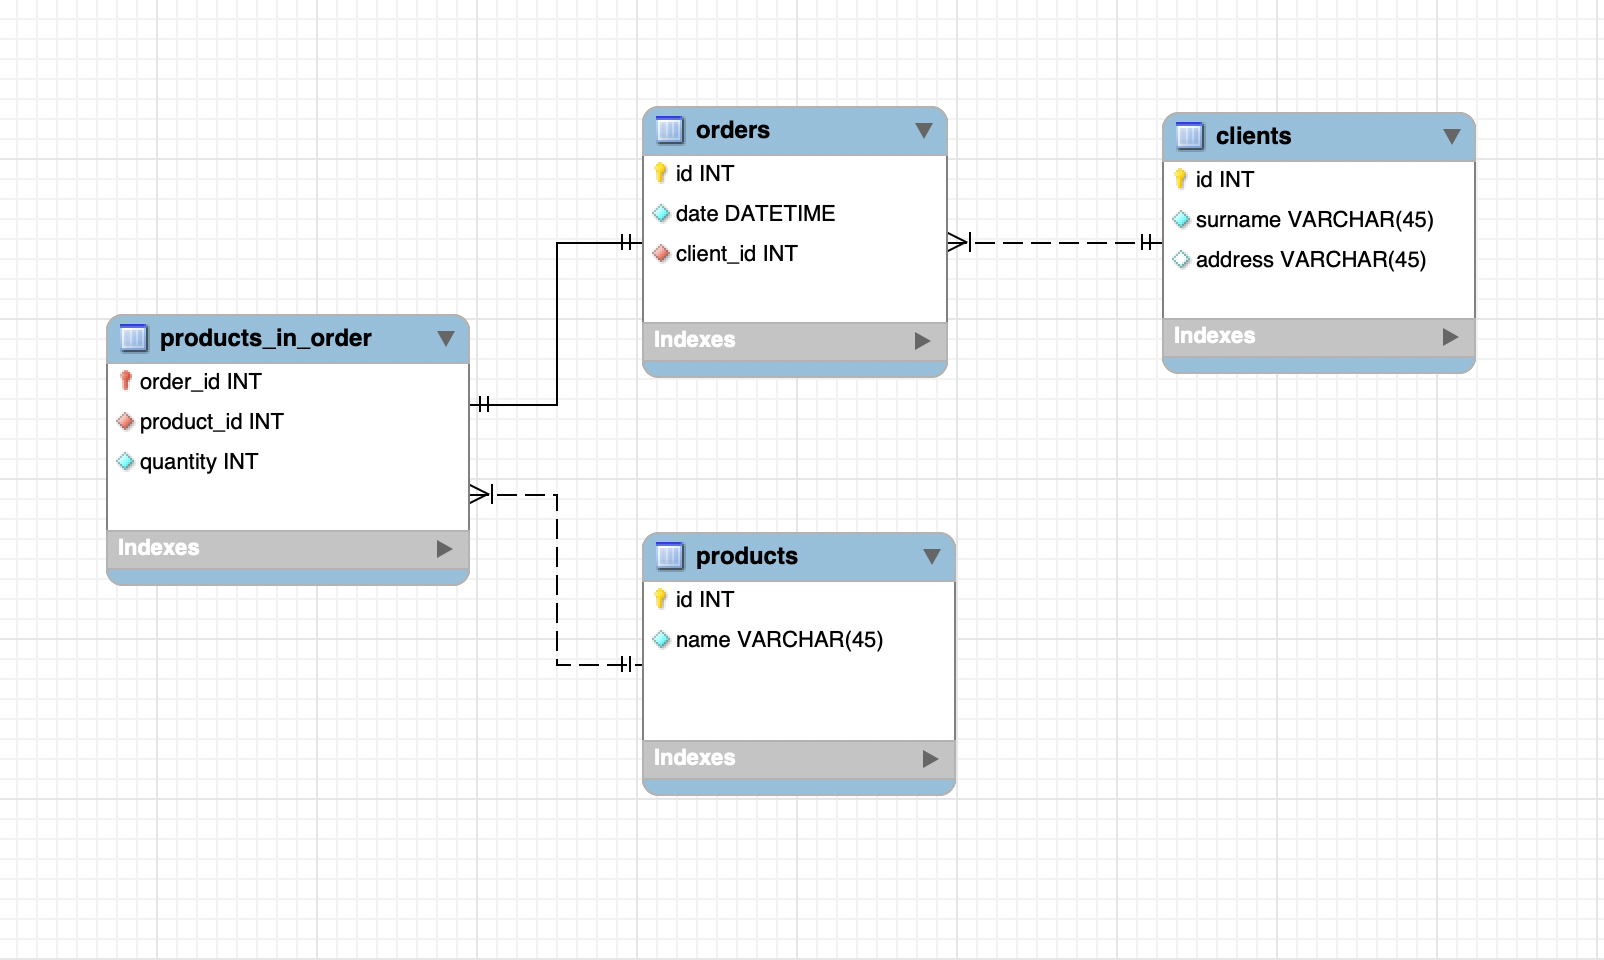 orders
id INT
date DATETIME
client_id INT
Indexes
clients
id INT
surname VARCHAR(45)
address VARCHAR(45)
Indexes
products_in_order
order_id INT
product_id INT
quantity INT
Indexes
products
id INT
name VARCHAR(45)
Indexes